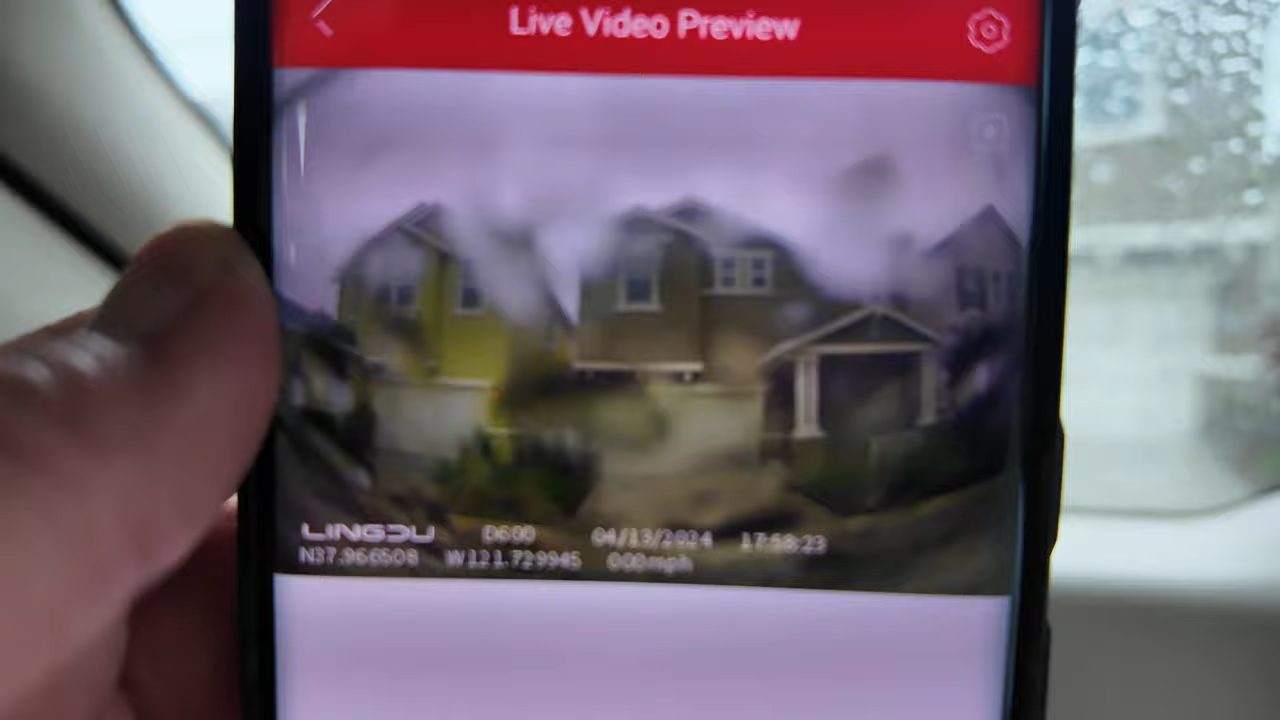 Live Video Preview
LINGDU D600 04/13/2024 17:58:23
N37.966508 W121.729945 000mph